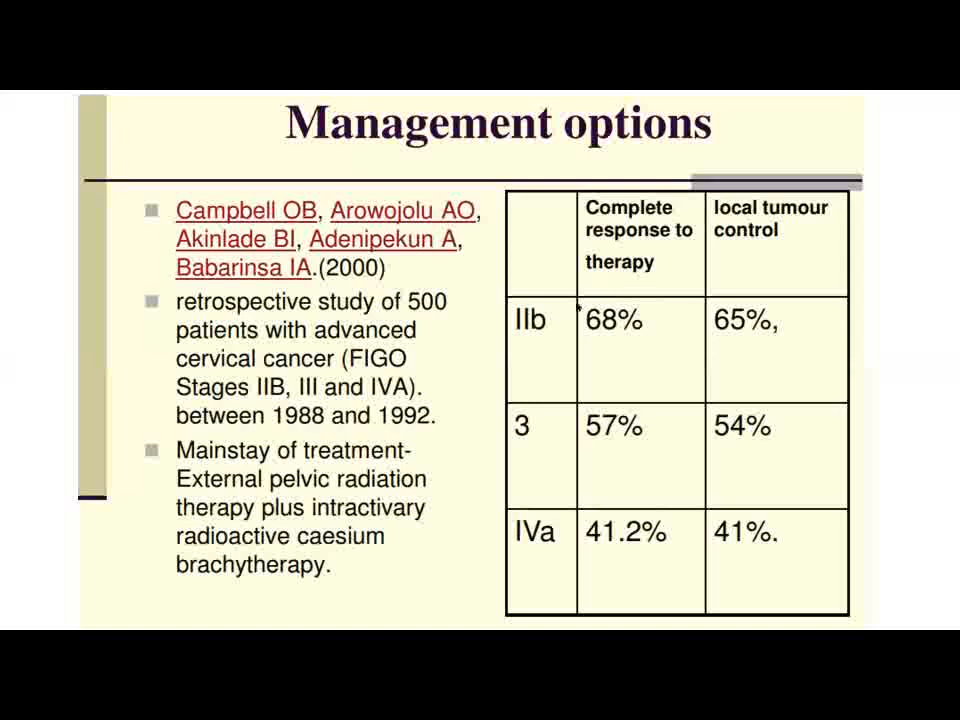 Management options
Campbell OB, Arowojolu AO,
Akinlade BI, Adenipekun A,
Babarinsa IA.(2000)
retrospective study of 500
patients with advanced
cervical cancer (FIGO
Stages IIB, III and IVA).
between 1988 and 1992.
Mainstay of treatment-
External pelvic radiation
therapy plus intractivary
radioactive caesium
brachytherapy.
Complete
response to
therapy
local tumour
control
IIb 68% 65%,
3 57% 54%
IVa 41.2% 41%.